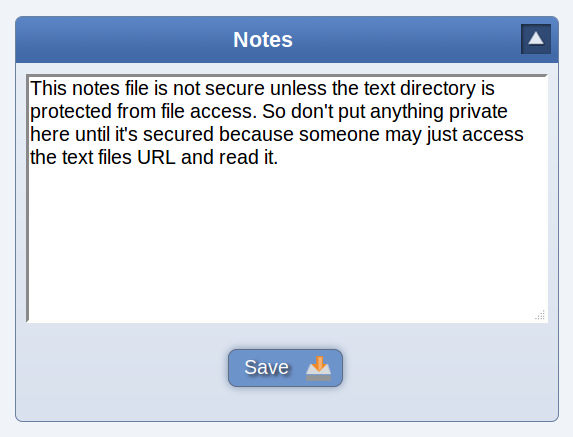 Notes
This notes file is not secure unless the text directory is
protected from file access. So don't put anything private
here until it's secured because someone may just access
the text files URL and read it.
Save